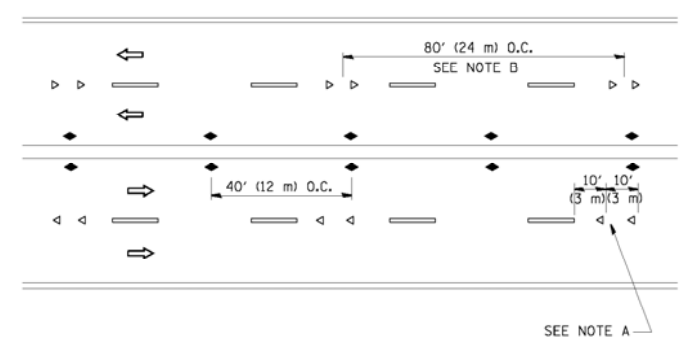 80' (24 m) O.C.
SEE NOTE B
40' (12 m) O.C.
10' 10'
(3 m)(3 m)
SEE NOTE A